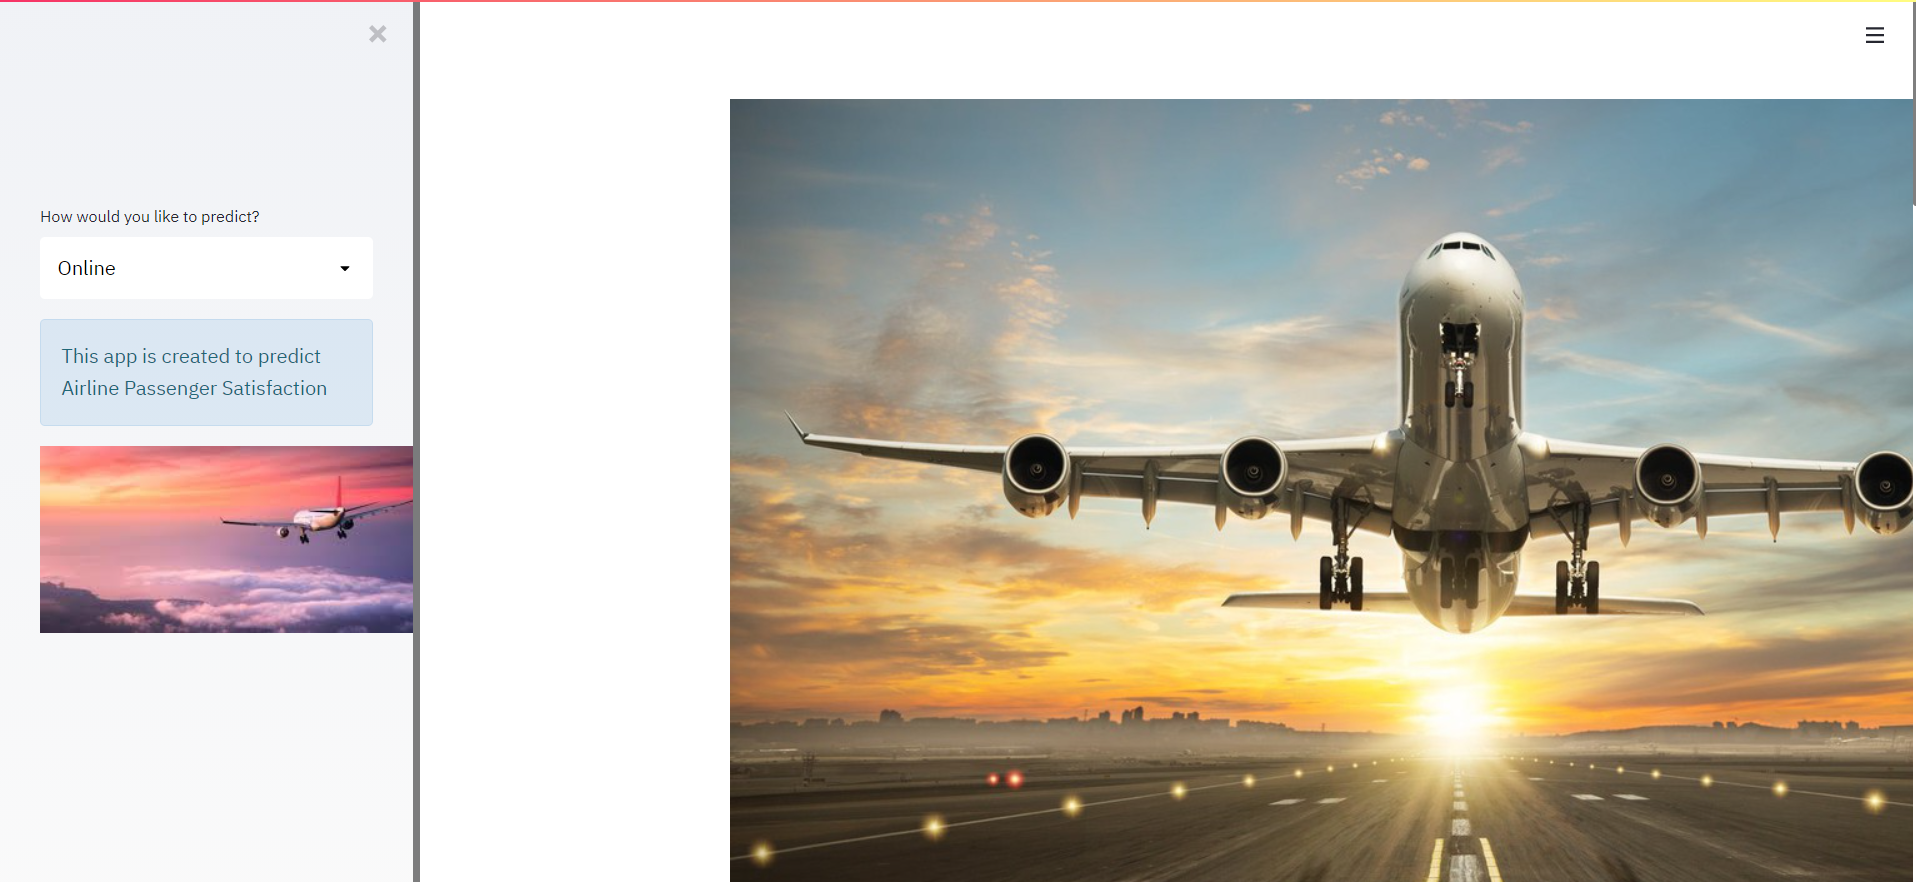 How would you like to predict?
Online
This app is created to predict
Airline Passenger Satisfaction